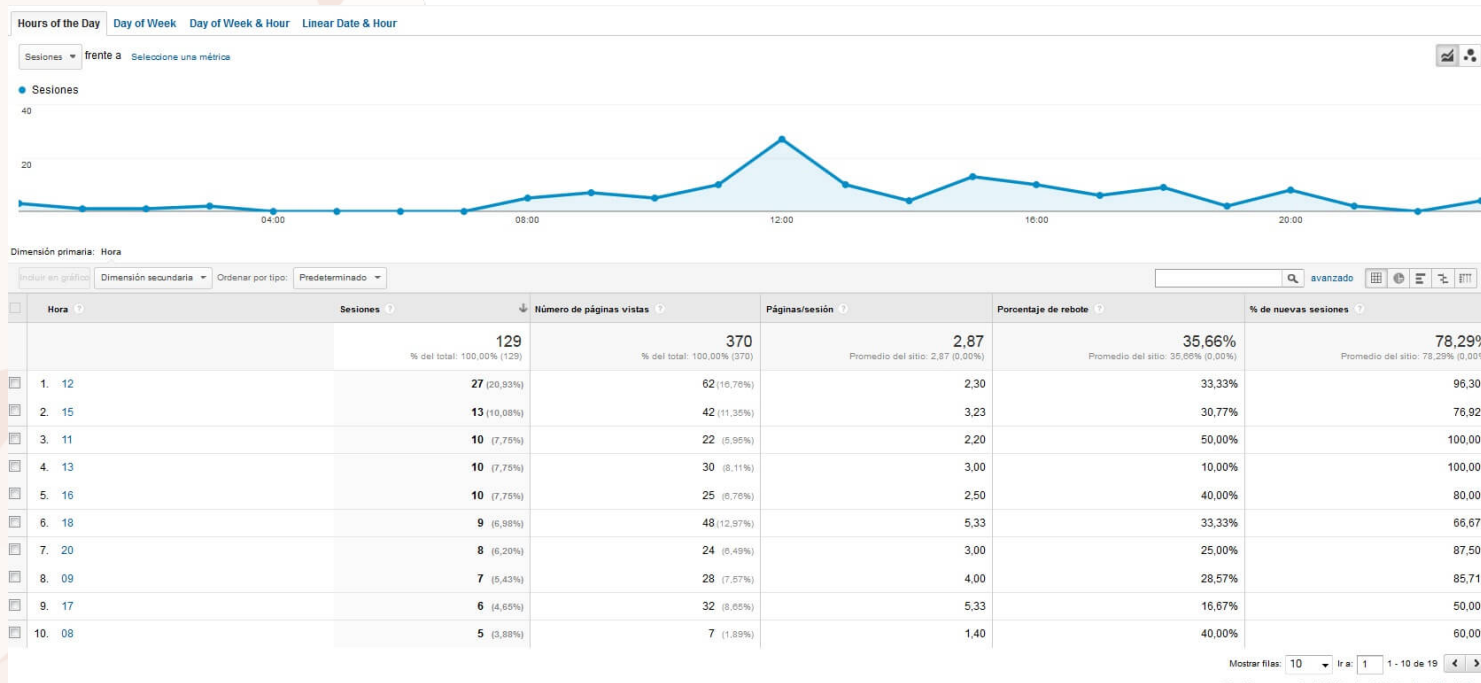 Hours of the Day Day of Week Day of Week & Hour Linear Date & Hour
Sesiones frente a Seleccione una métrica
Sesiones
40
20
04:00 08:00 12:00 16:00 20:00
Dimensión primaria: Hora
Incluir en gráfico Dimensión secundaria Ordenar por tipo: Predeterminado avanzado
Hora ? Sesiones ? Número de páginas vistas ? Páginas/sesión ? Porcentaje de rebote ? % de nuevas sesiones ?
129 370 2,87 35,66% 78,29%
% del total: 100,00% (129) % del total: 100,00% (370) Promedio del sitio: 2,87 (0,00%) Promedio del sitio: 35,66% (0,00%) Promedio del sitio: 78,29% (0,00%
1. 12 27 (20,93%) 62 (16,76%) 2,30 33,33% 96,30
2. 15 13 (10,08%) 42 (11,35%) 3,23 30,77% 76,92
3. 11 10 (7,75%) 22 (5,95%) 2,20 50,00% 100,00
4. 13 10 (7,75%) 30 (8,11%) 3,00 10,00% 100,00
5. 16 10 (7,75%) 25 (6,76%) 2,50 40,00% 80,00
6. 18 9 (6,98%) 48 (12,97%) 5,33 33,33% 66,67
7. 20 8 (6,20%) 24 (6,49%) 3,00 25,00% 87,50
8. 09 7 (5,43%) 28 (7,57%) 4,00 28,57% 85,71
9. 17 6 (4,65%) 32 (8,65%) 5,33 16,67% 50,00
10. 08 5 (3,88%) 7 (1,89%) 1,40 40,00% 60,00
Mostrar filas: 10 Ir a: 1 1 - 10 de 19